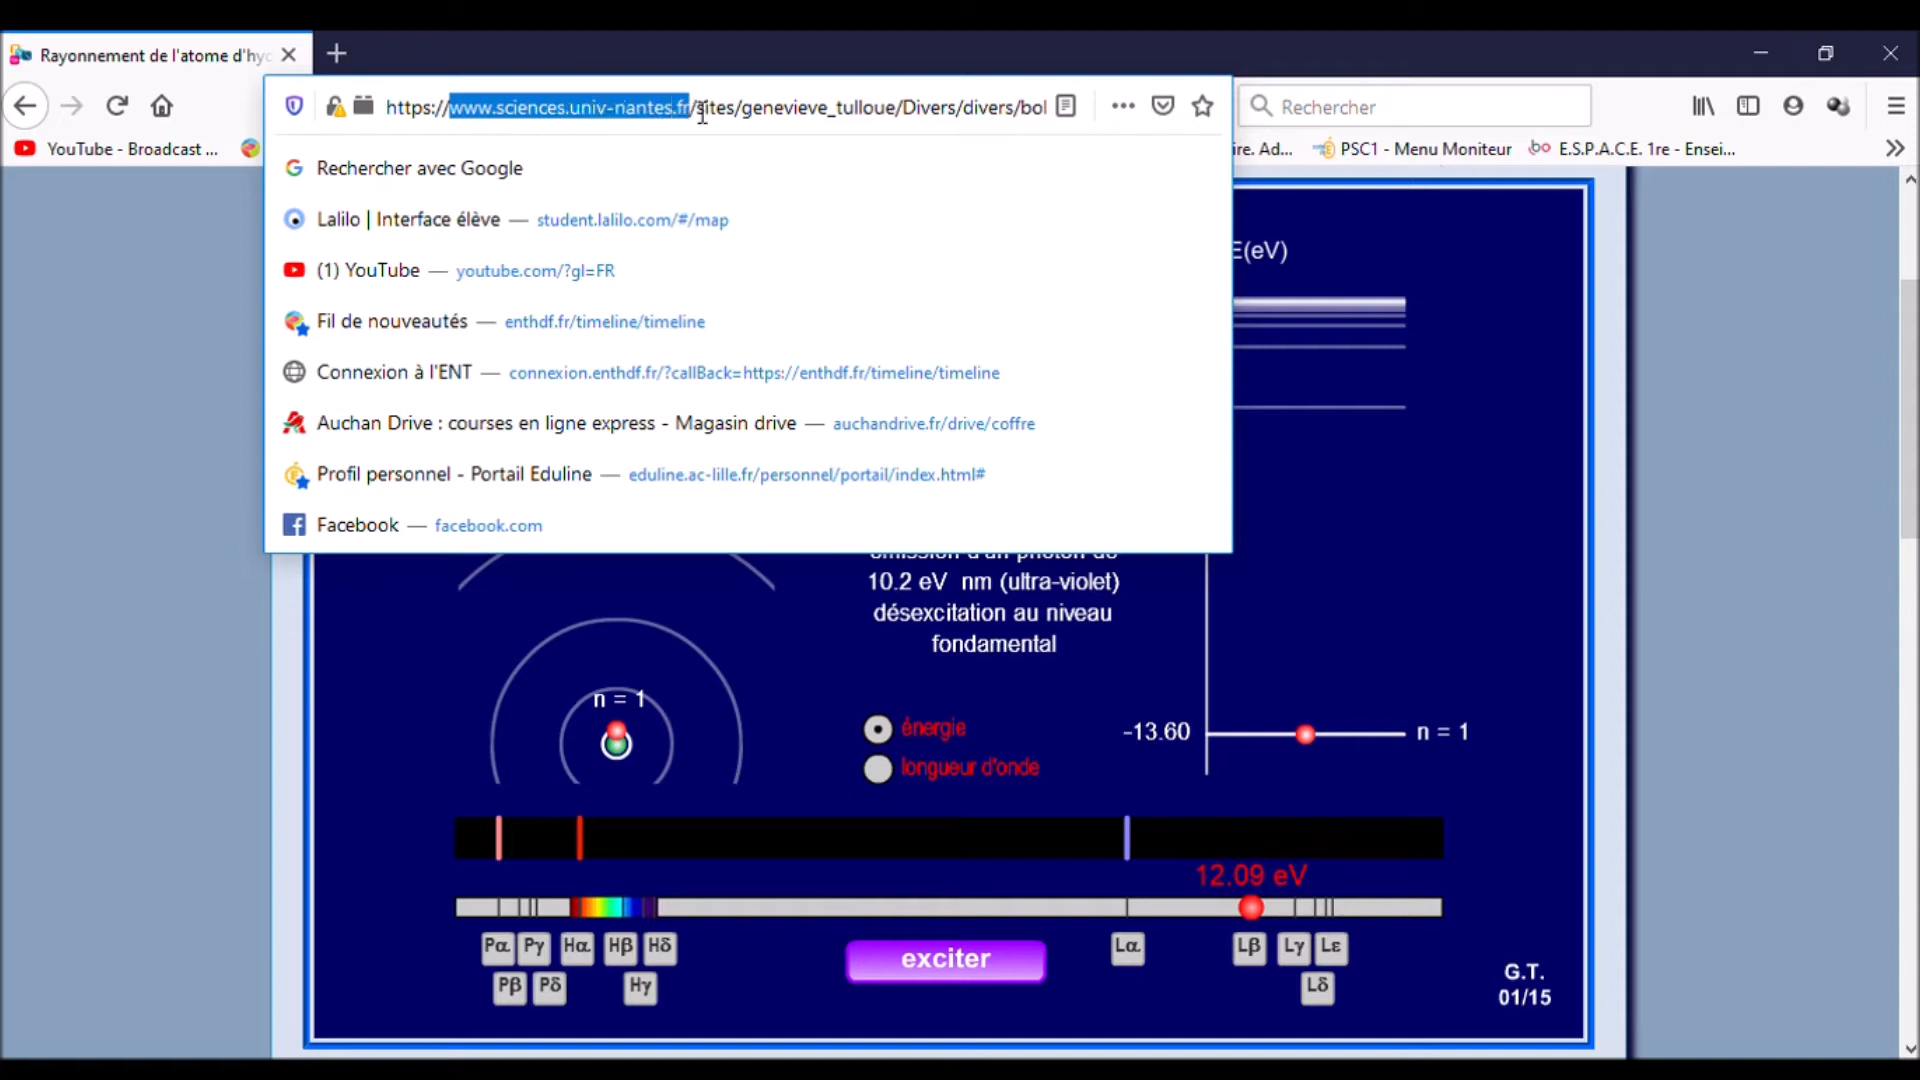 Rayonnement de l'atome d'hyd
https://www.sciences.univ-nantes.fr/sites/genevieve_tulloue/Divers/divers/bol
Rechercher
YouTube - Broadcast ...
ire. Ad...
PSC1 - Menu Moniteur
bo E.S.P.A.C.E. 1re - Ensei...
Rechercher avec Google
Lalilo | Interface élève — student.lalilo.com/#/map
(1) YouTube — youtube.com/?gl=FR
Fil de nouveautés — enthdf.fr/timeline/timeline
Connexion à l'ENT — connexion.enthdf.fr/?callBack=https://enthdf.fr/timeline/timeline
Auchan Drive : courses en ligne express - Magasin drive — auchandrive.fr/drive/coffre
Profil personnel - Portail Eduline — eduline.ac-lille.fr/personnel/portail/index.html#
Facebook — facebook.com
E(eV)
émission d'un photon de
10.2 eV nm (ultra-violet)
désexcitation au niveau
fondamental
n = 1
énergie
longueur d'onde
-13.60
n = 1
12.09 eV
Pα Pγ Hα Hβ Hδ Lα Lβ Lγ Lε
Pβ Pδ Hγ Lδ
exciter
G.T.
01/15